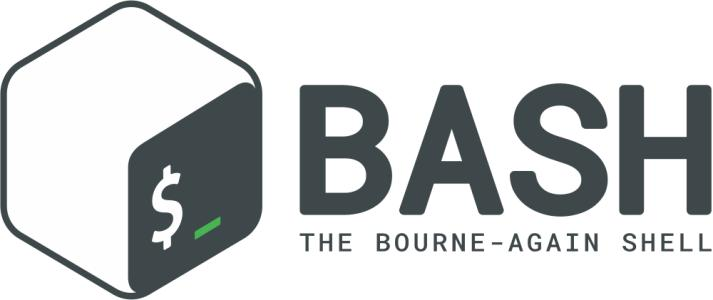 $_
BASH
THE BOURNE-AGAIN SHELL